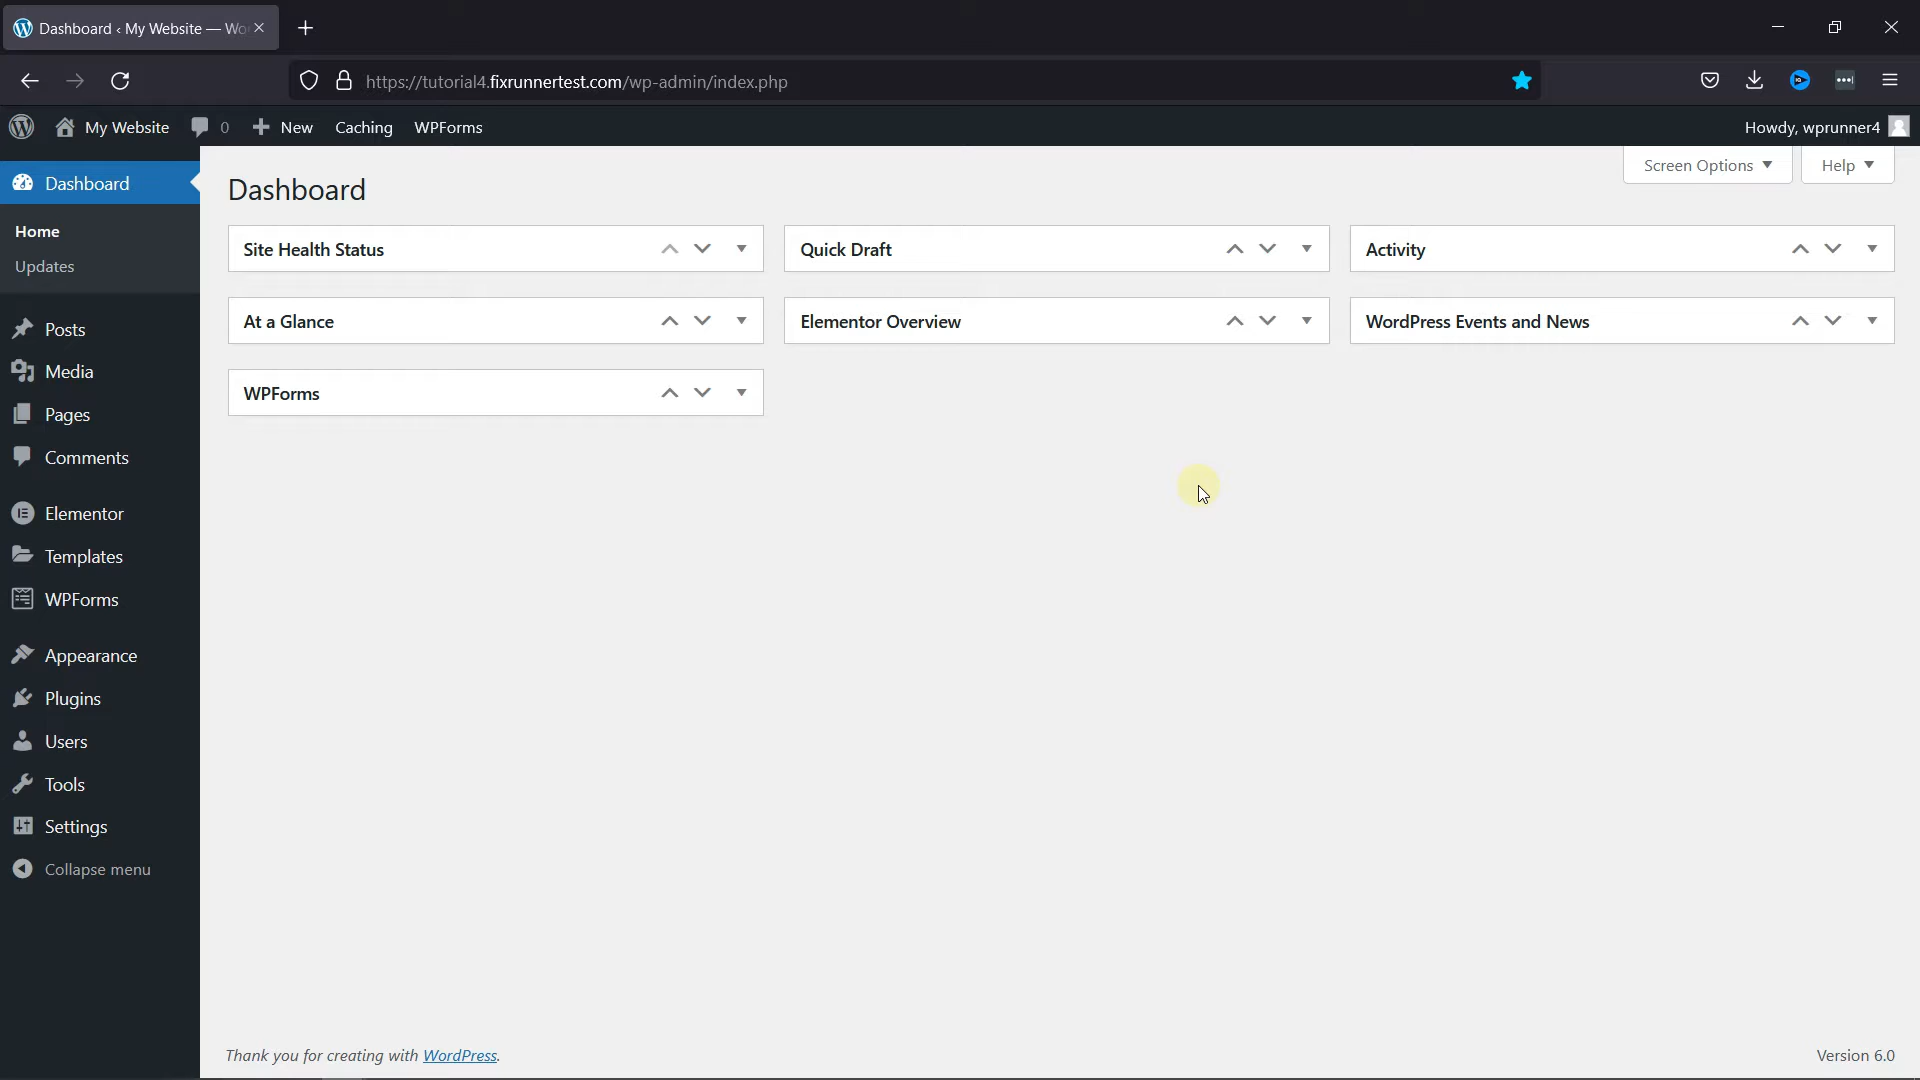 Dashboard ‹ My Website — Wo
https://tutorial4.fixrunnertest.com/wp-admin/index.php
My Website 0 New Caching WPForms Howdy, wprunner4
Screen Options Help
Dashboard
Dashboard
Home
Updates
Posts
Media
Pages
Comments
Elementor
Templates
WPForms
Appearance
Plugins
Users
Tools
Settings
Collapse menu
Site Health Status Quick Draft Activity
At a Glance Elementor Overview WordPress Events and News
WPForms
Thank you for creating with WordPress.
Version 6.0